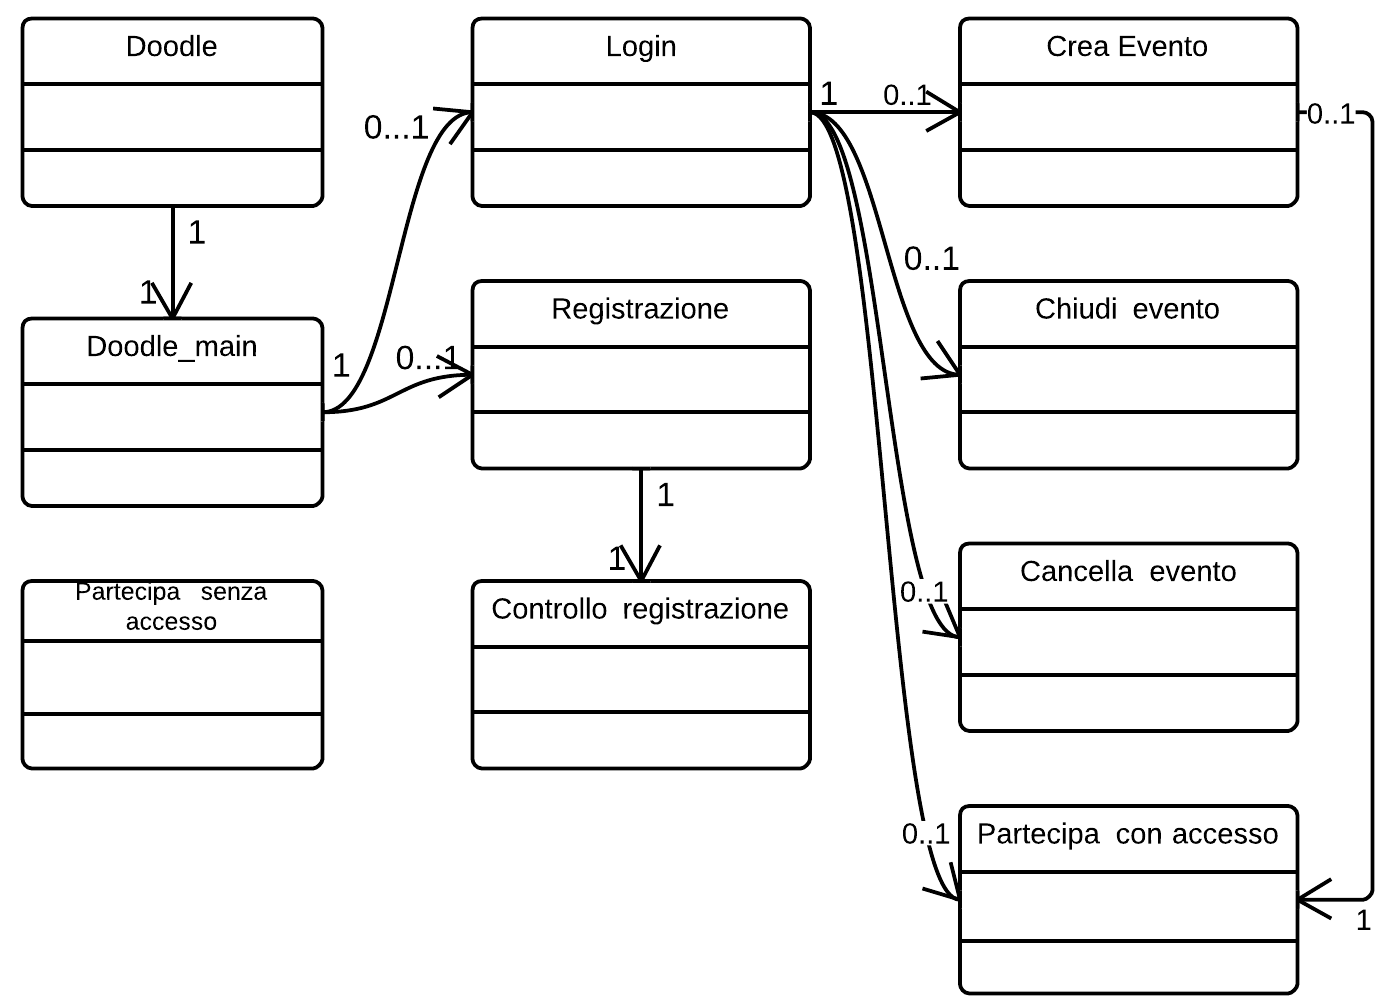 Doodle
Login
Crea Evento
1
0..1
0..1
0...1
1
0..1
1
Doodle_main
Registrazione
Chiudi evento
1
0...1
1
1
Partecipa senza
accesso
Controllo registrazione
Cancella evento
0..1
0..1
Partecipa con accesso
1